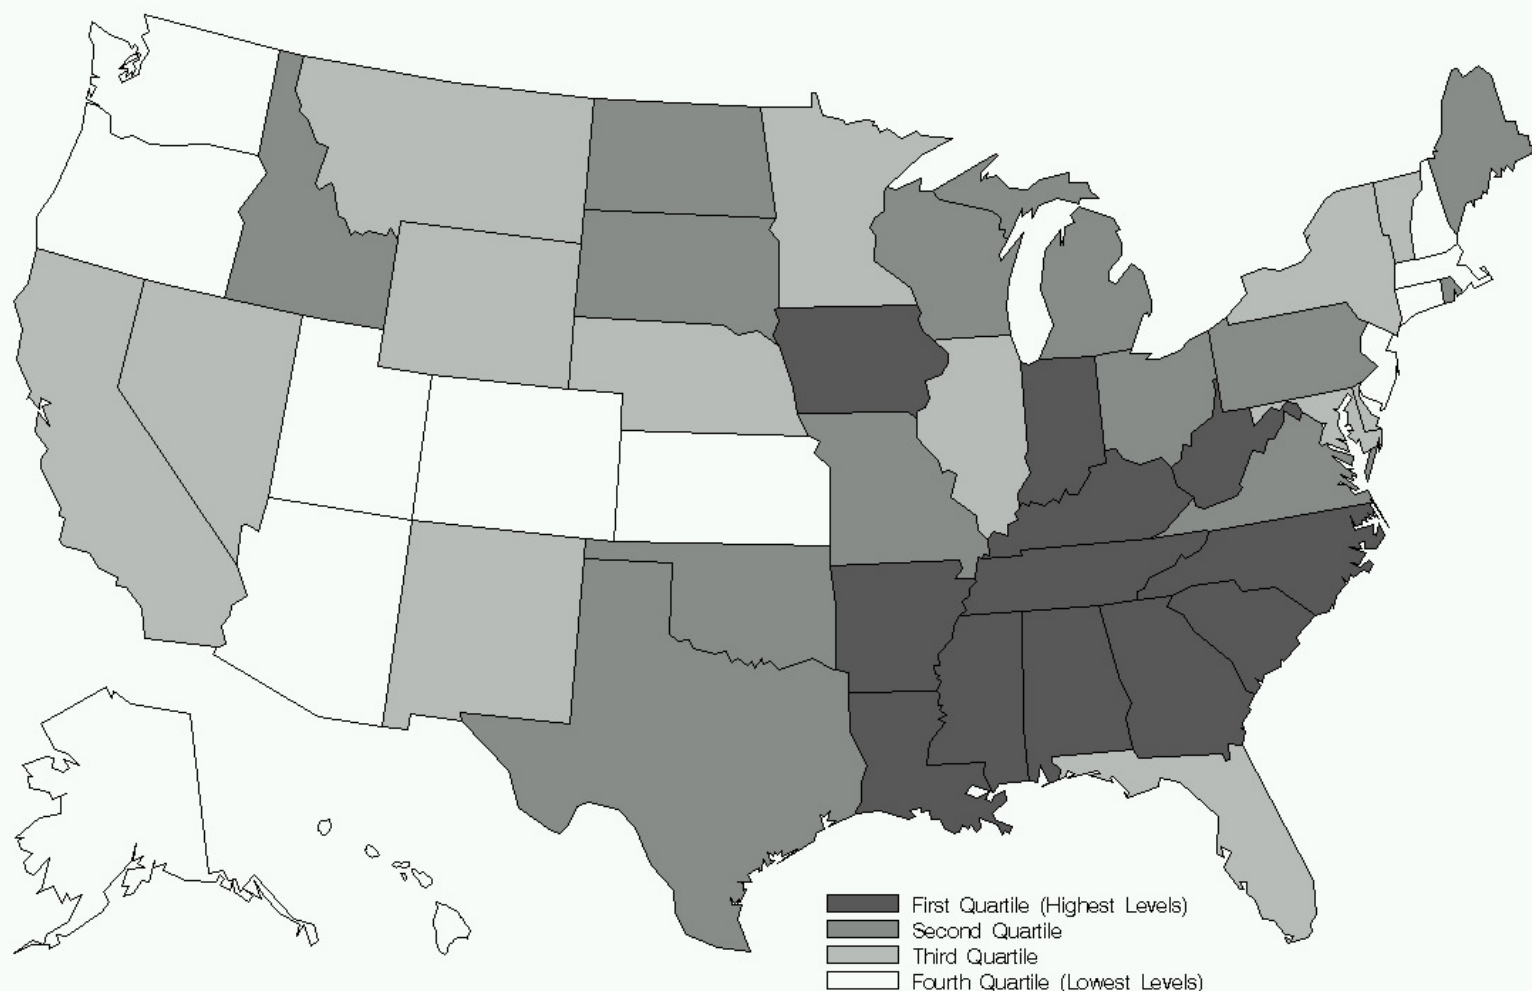 First Quartile (Highest Levels)
Second Quartile
Third Quartile
Fourth Quartile (Lowest Levels)